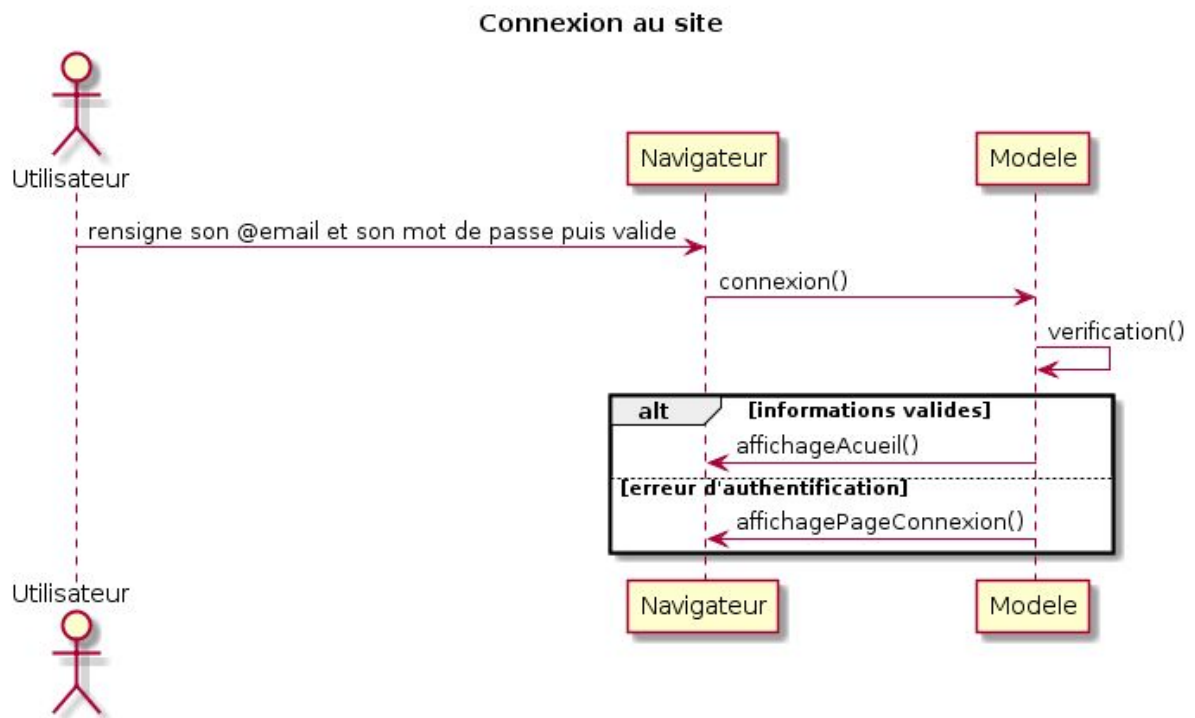 Connexion au site
Utilisateur
Navigateur
Modele
rensigne son @email et son mot de passe puis valide
connexion()
verification()
alt
[informations valides]
affichageAcueil()
[erreur d'authentification]
affichagePageConnexion()
Utilisateur
Navigateur
Modele